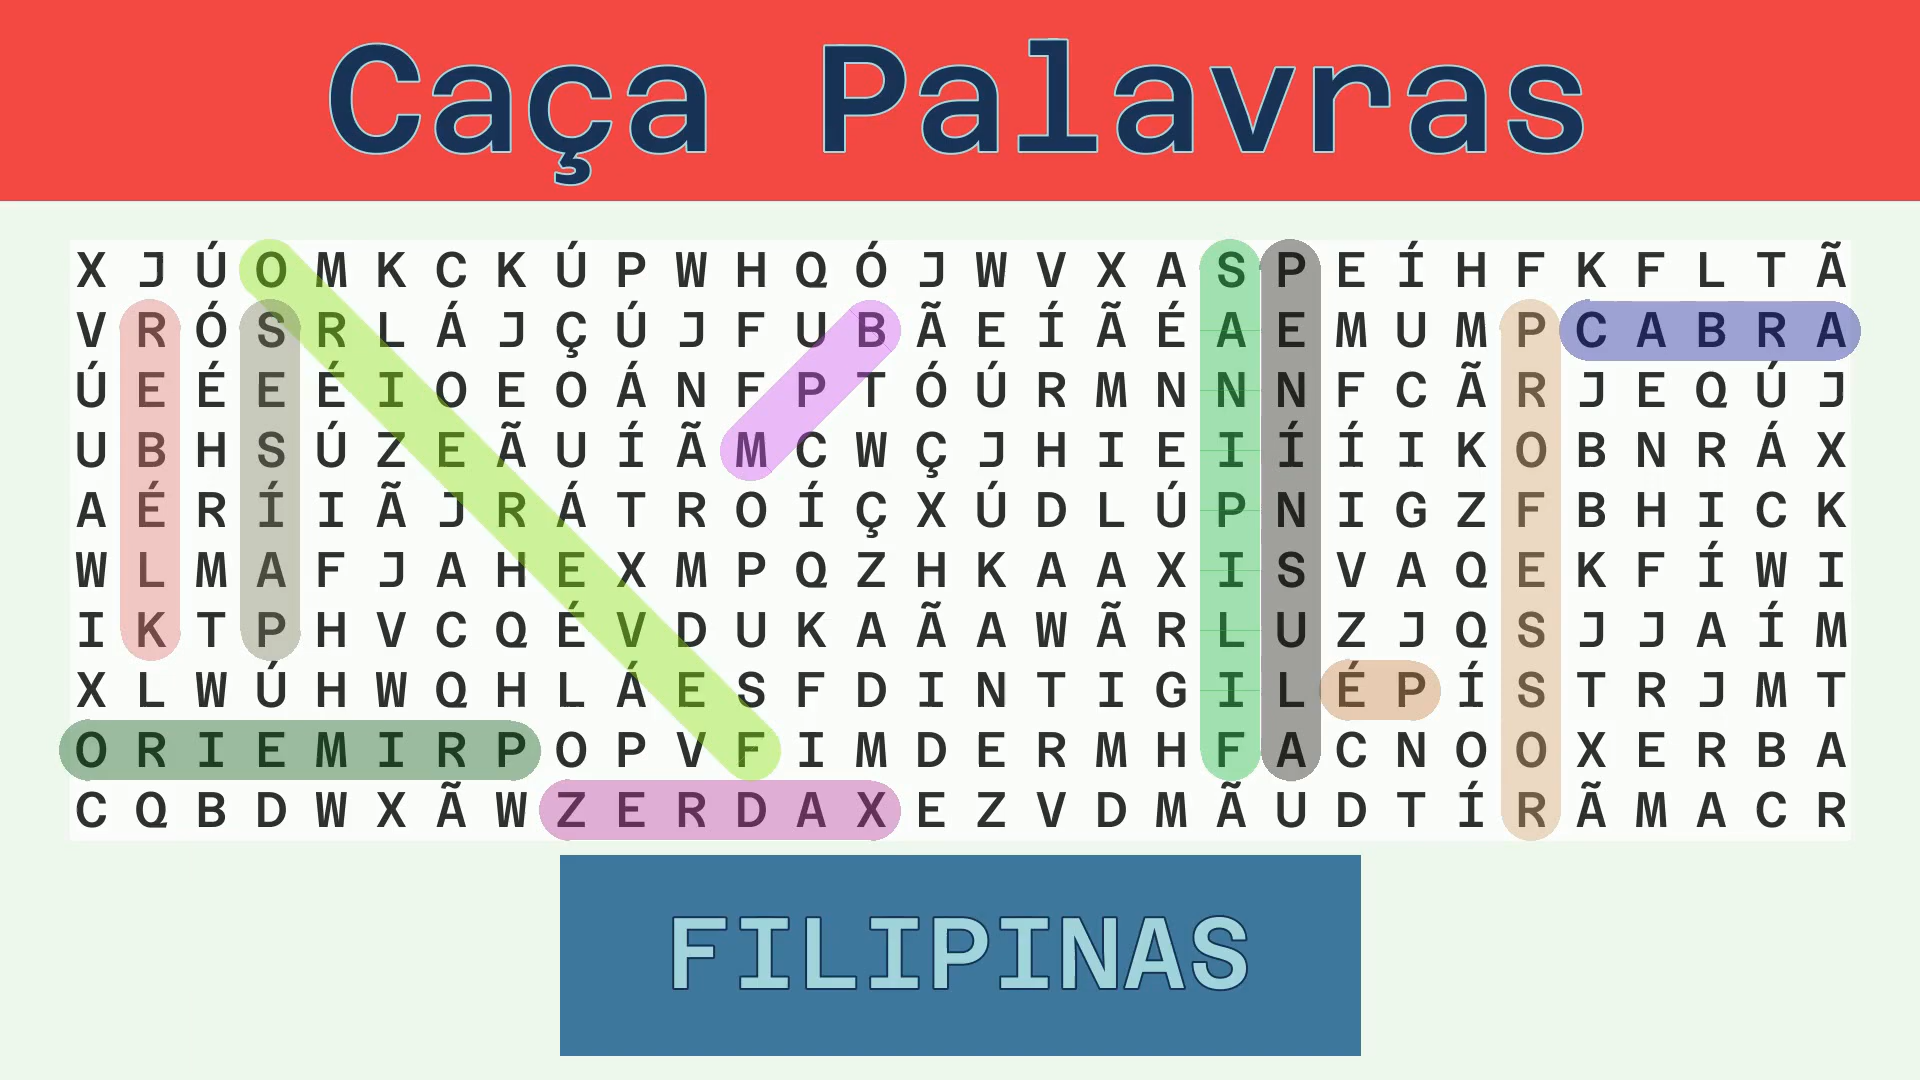 Caça Palavras
X J Ú O M K C K Ú P W H Q Ó J W V X A S P E Í H F K F L T Ã
V R Ó S R L Á J Ç Ú J F U B Ã E Í Ã É A E M U M P C A B R A
Ú E É E É I O E O Á N F P T Ó Ú R M N N N F C Ã R J E Q Ú J
U B H S Ú Z E Ã U Í Ã M C W Ç J H I E I Í Í I K O B N R Á X
A É R Í I Ã J R Á T R O Í Ç X Ú D L Ú P N I G Z F B H I C K
W L M A F J A H E X M P Q Z H K A A X I S V A Q E K F Í W I
I K T P H V C Q É V D U K A Ã A W Ã R L U Z J Q S J J A Í M
X L W Ú H W Q H L Á E S F D I N T I G I L É P Í S T R J M T
O R I E M I R P O P V F I M D E R M H F A C N O O X E R B A
C Q B D W X Ã W Z E R D A X E Z V D M Ã U D T Í R Ã M A C R
FILIPINAS